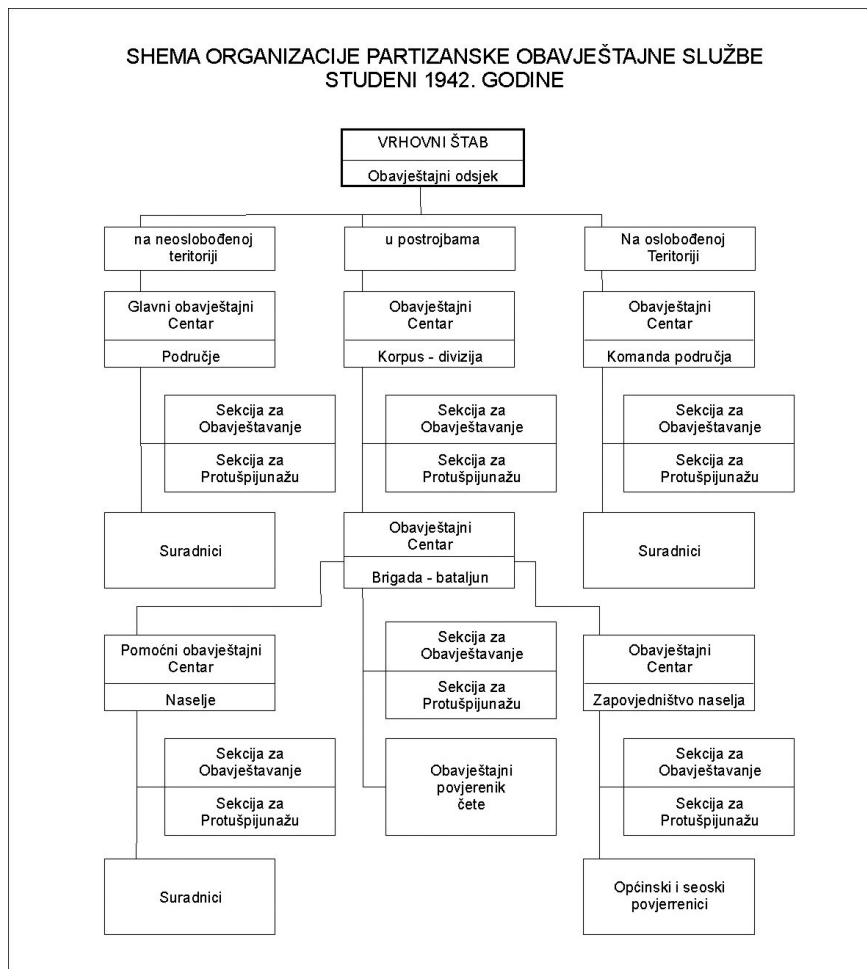 SHEMA ORGANIZACIJE PARTIZANSKE OBAVJEŠTAJNE SLUŽBE
STUDENI 1942. GODINE
VRHOVNI ŠTAB
Obavještajni odsjek
na neoslobođenoj
teritoriji
u postrojbama
Na oslobođenoj
Teritoriji
Glavni obavještajni
Centar
Područje
Obavještajni
Centar
Korpus - divizija
Obavještajni
Centar
Komanda područja
Sekcija za
Obavještavanje
Sekcija za
Protušpijunažu
Sekcija za
Obavještavanje
Sekcija za
Protušpijunažu
Sekcija za
Obavještavanje
Sekcija za
Protušpijunažu
Suradnici
Obavještajni
Centar
Brigada - bataljun
Suradnici
Pomoćni obavještajni
Centar
Naselje
Sekcija za
Obavještavanje
Sekcija za
Protušpijunažu
Obavještajni
Centar
Zapovjedništvo naselja
Sekcija za
Obavještavanje
Sekcija za
Protušpijunažu
Obavještajni
povjerenik
čete
Sekcija za
Obavještavanje
Sekcija za
Protušpijunažu
Suradnici
Općinski i seoski
povjerrenici